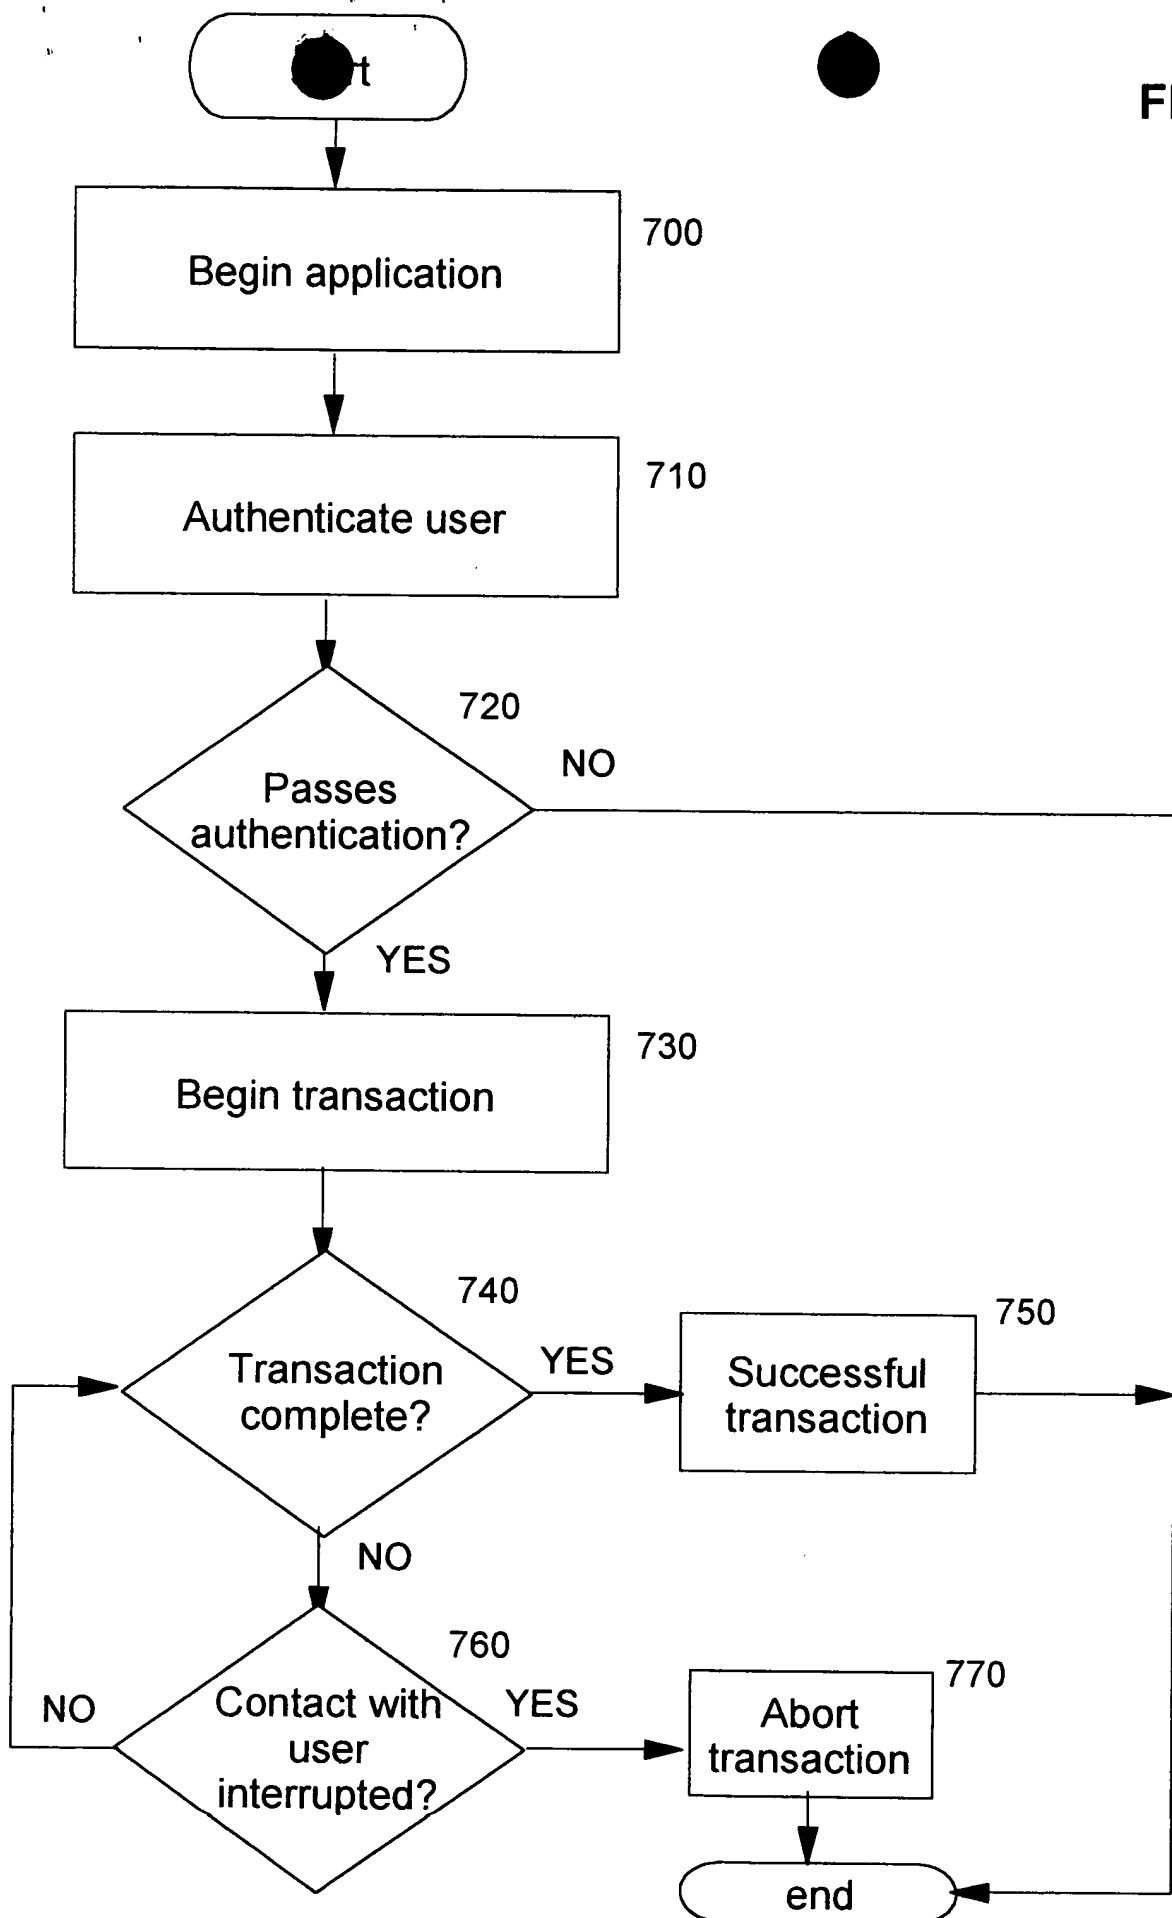 700
Begin application
710
Authenticate user
720
NO
Passes
authentication?
YES
730
Begin transaction
740
750
YES
Transaction
complete?
Successful
transaction
NO
760
770
NO
YES
Contact with
user
interrupted?
Abort
transaction
end